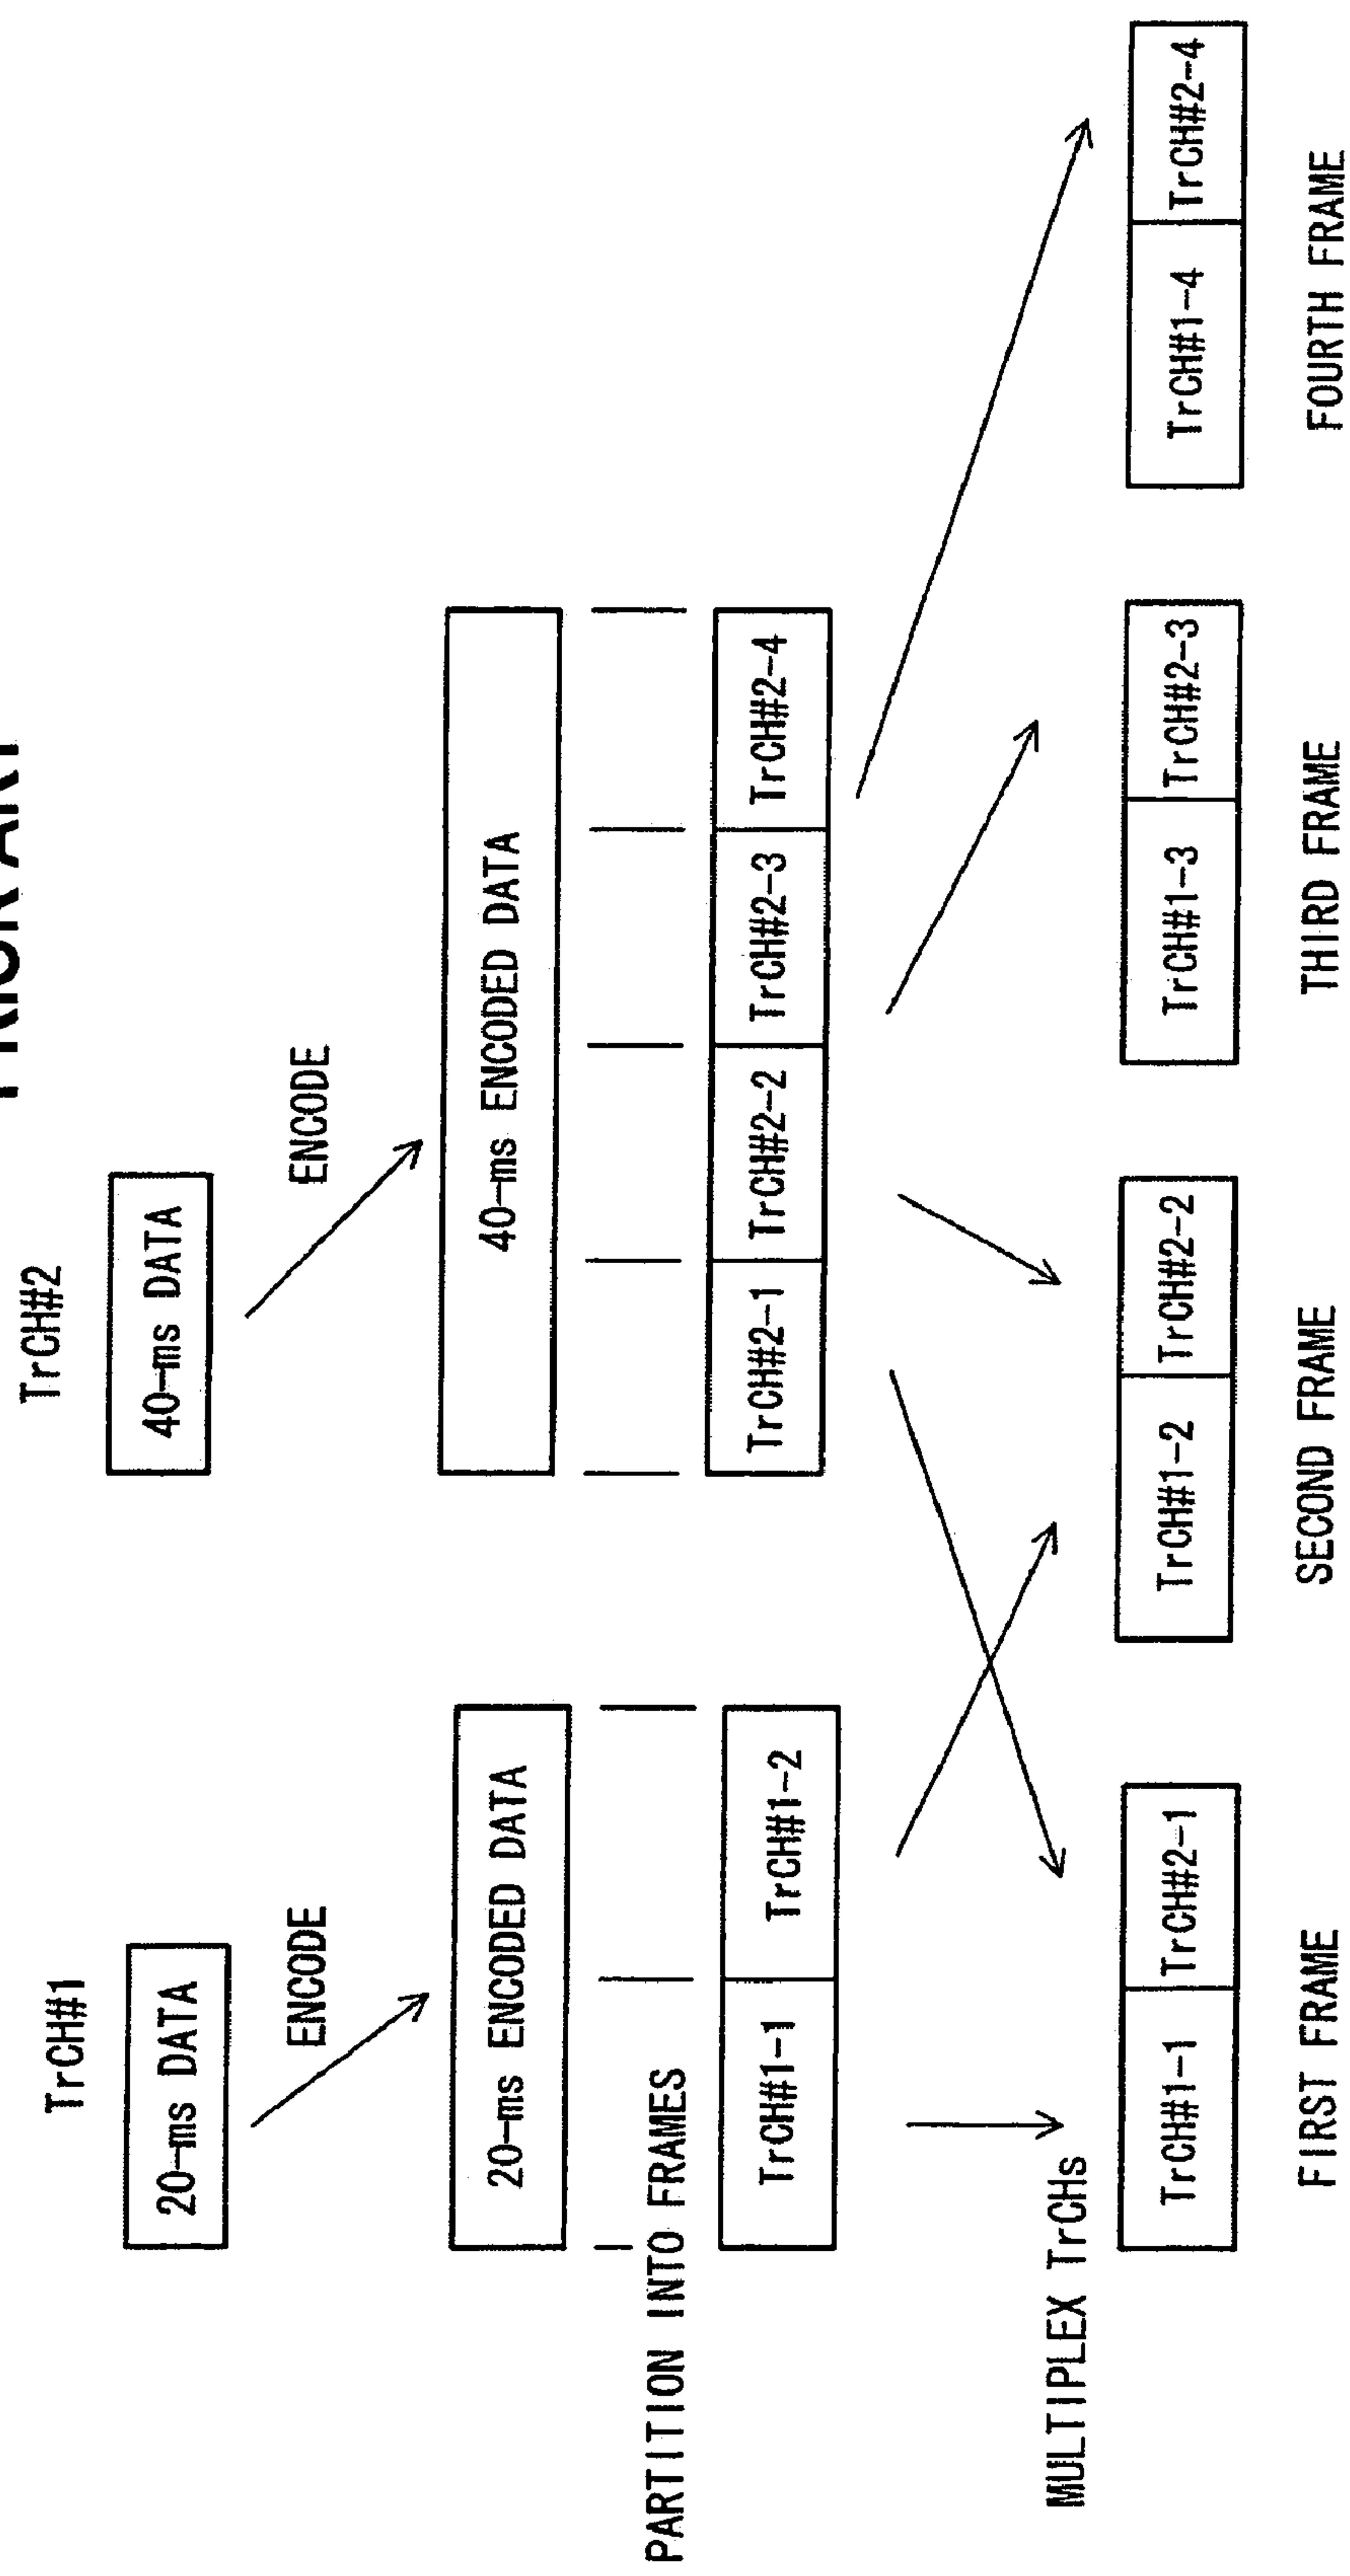 TrCH#1
TrCH#2
20-ms DATA
40-ms DATA
ENCODE
ENCODE
20-ms ENCODED DATA
40-ms ENCODED DATA
PARTITION INTO FRAMES
TrCH#1-1 TrCH#1-2
TrCH#2-1 TrCH#2-2 TrCH#2-3 TrCH#2-4
MULTIPLEX TrCHs
TrCH#1-1 TrCH#2-1
TrCH#1-2 TrCH#2-2
TrCH#1-3 TrCH#2-3
TrCH#1-4 TrCH#2-4
FIRST FRAME
SECOND FRAME
THIRD FRAME
FOURTH FRAME